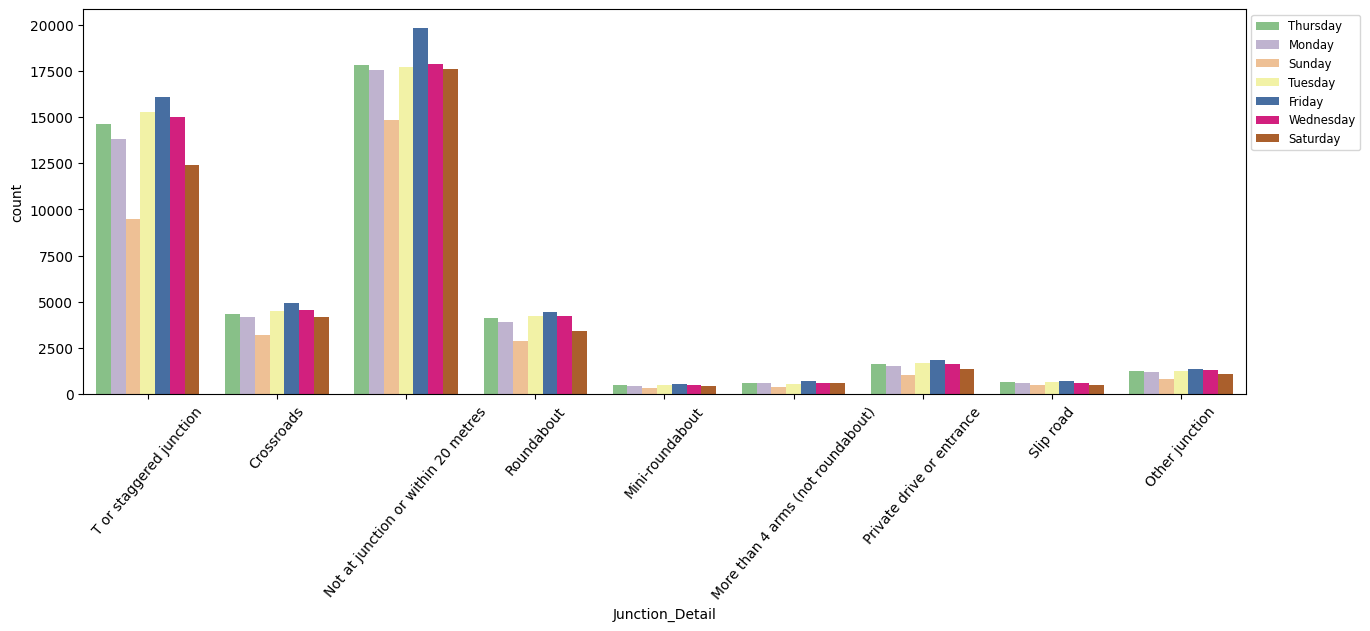 20000
17500
15000
12500
10000
7500
5000
2500
0
count
Thursday
Monday
Sunday
Tuesday
Friday
Wednesday
Saturday
T or staggered junction
Crossroads
Not at junction or within 20 metres
Roundabout
Mini-roundabout
More than 4 arms (not roundabout)
Private drive or entrance
Slip road
Other junction
Junction_Detail